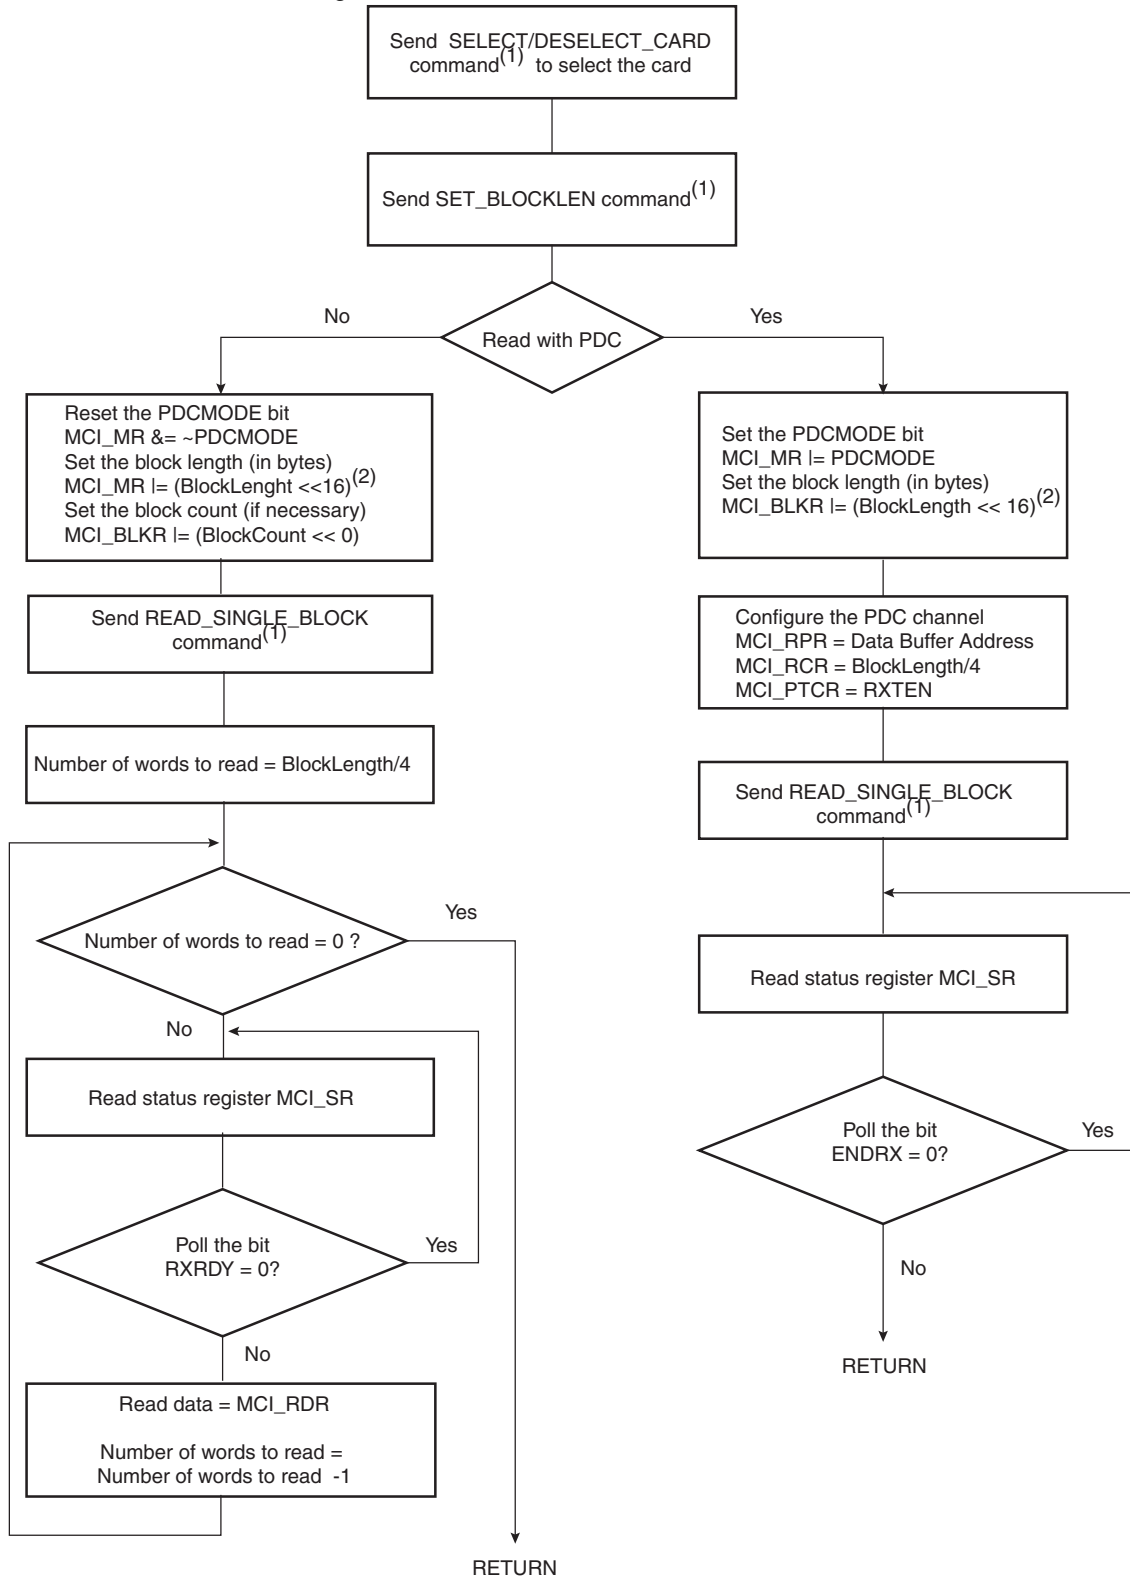 Send SELECT/DESELECT_CARD
command(1) to select the card
Send SET_BLOCKLEN command(1)
Read with PDC
No
Yes
Reset the PDCMODE bit
MCI_MR &= ~PDCMODE
Set the block length (in bytes)
MCI_MR |= (BlockLenght <<16)(2)
Set the block count (if necessary)
MCI_BLKR |= (BlockCount << 0)
Send READ_SINGLE_BLOCK
command(1)
Number of words to read = BlockLength/4
Number of words to read = 0 ?
Yes
No
Read status register MCI_SR
Poll the bit
RXRDY = 0?
Yes
No
Read data = MCI_RDR
Number of words to read =
Number of words to read -1
RETURN
Set the PDCMODE bit
MCI_MR |= PDCMODE
Set the block length (in bytes)
MCI_BLKR |= (BlockLength << 16)(2)
Configure the PDC channel
MCI_RPR = Data Buffer Address
MCI_RCR = BlockLength/4
MCI_PTCR = RXTEN
Send READ_SINGLE_BLOCK
command(1)
Read status register MCI_SR
Poll the bit
ENDRX = 0?
Yes
No
RETURN